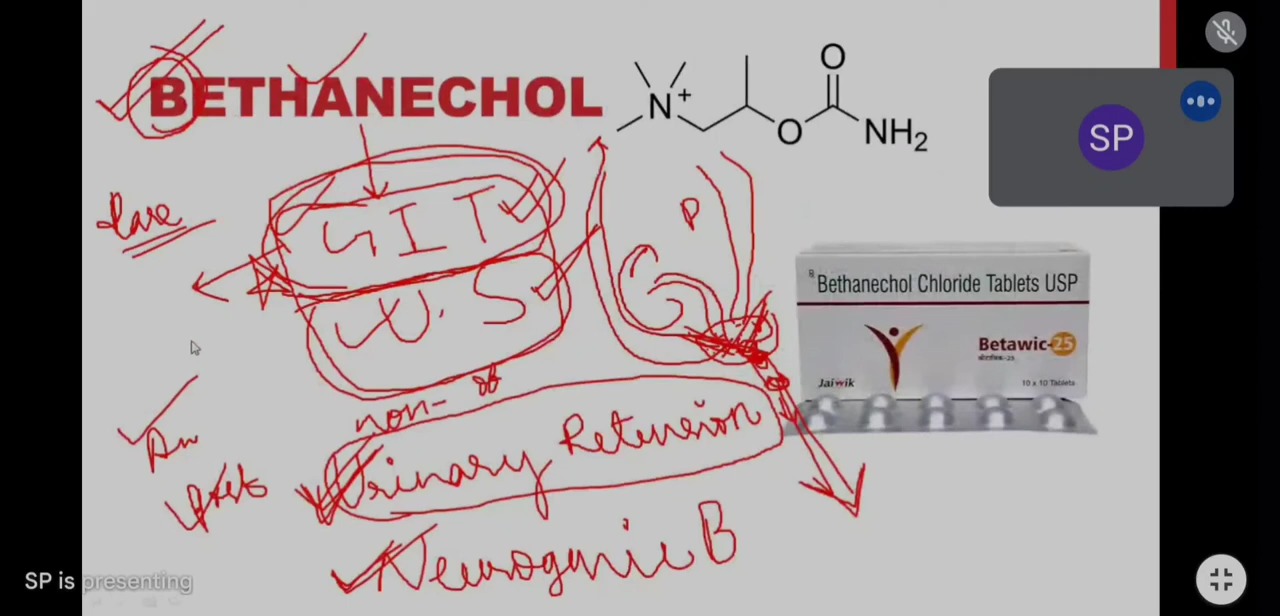 BETHANECHOL
N+
O
O
NH2
SP
GIT
P
U.S
Bethanechol Chloride Tablets USP
Betawic-25
Jaiwik
10 x 10 Tablets
non-
Urinary Retension
Neurogenic B
SP is presenting